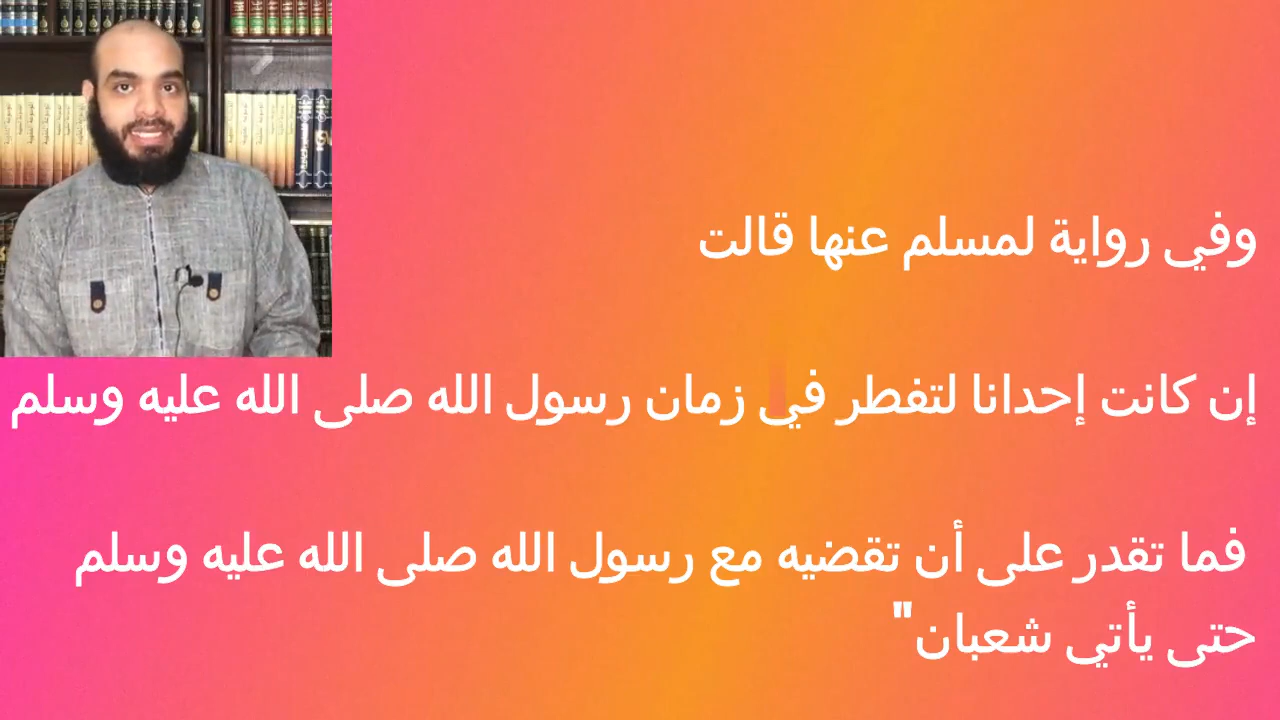 وفي رواية لمسلم عنها قالت
إن كانت إحدانا لتفطر في زمان رسول الله صلى الله عليه وسلم
فما تقدر على أن تقضيه مع رسول الله صلى الله عليه وسلم
حتى يأتي شعبان"